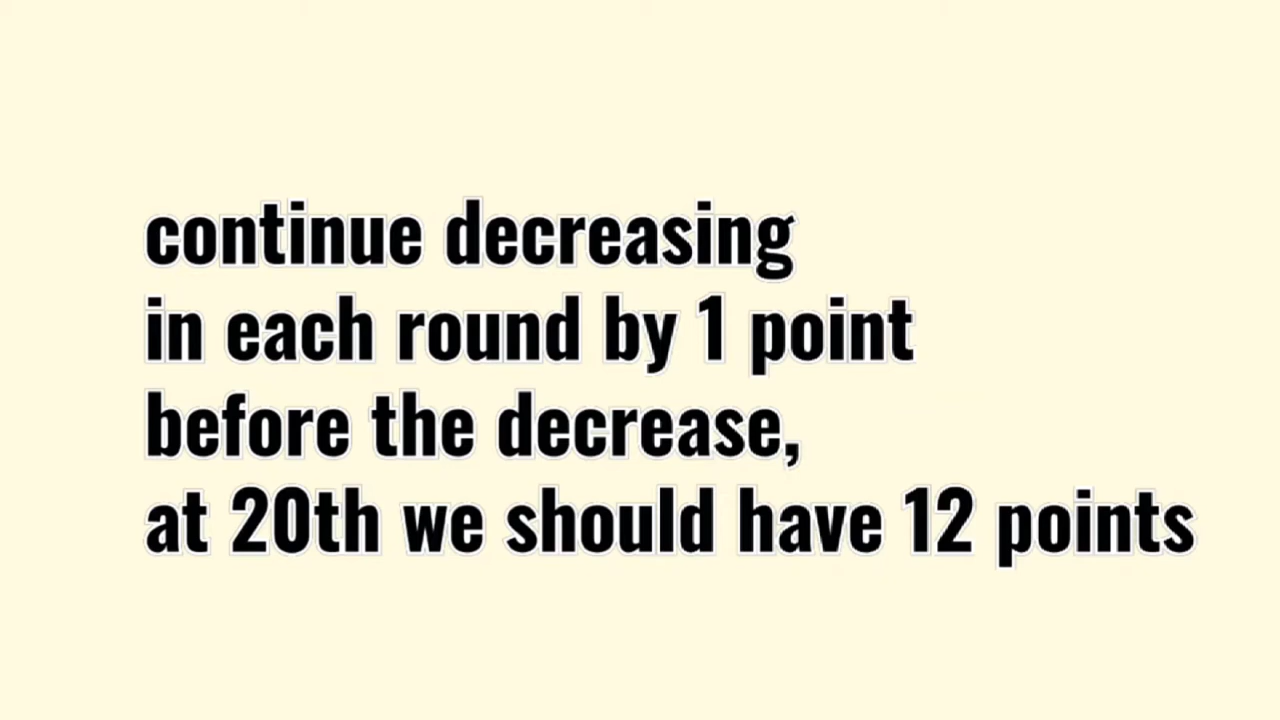 continue decreasing
in each round by 1 point
before the decrease,
at 20th we should have 12 points